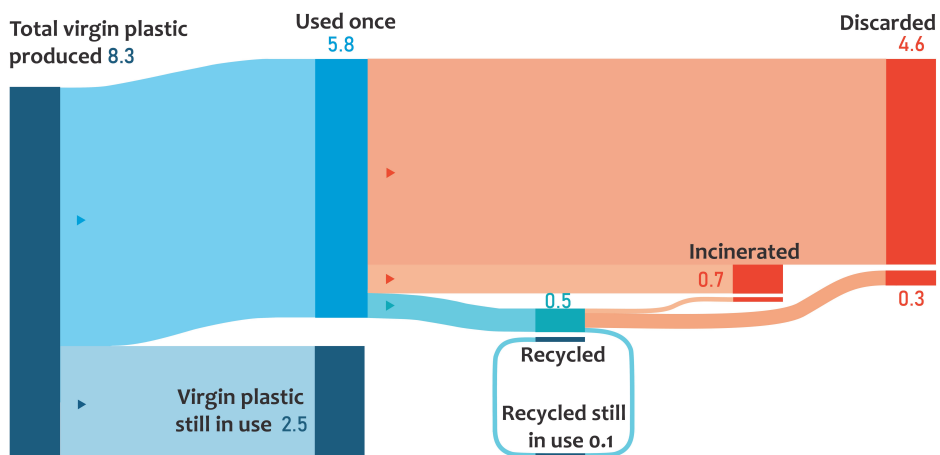 Total virgin plastic
produced 8.3
Used once
5.8
Discarded
4.6
Incinerated
0.7
0.3
0.5
Recycled
Virgin plastic
still in use 2.5
Recycled still
in use 0.1